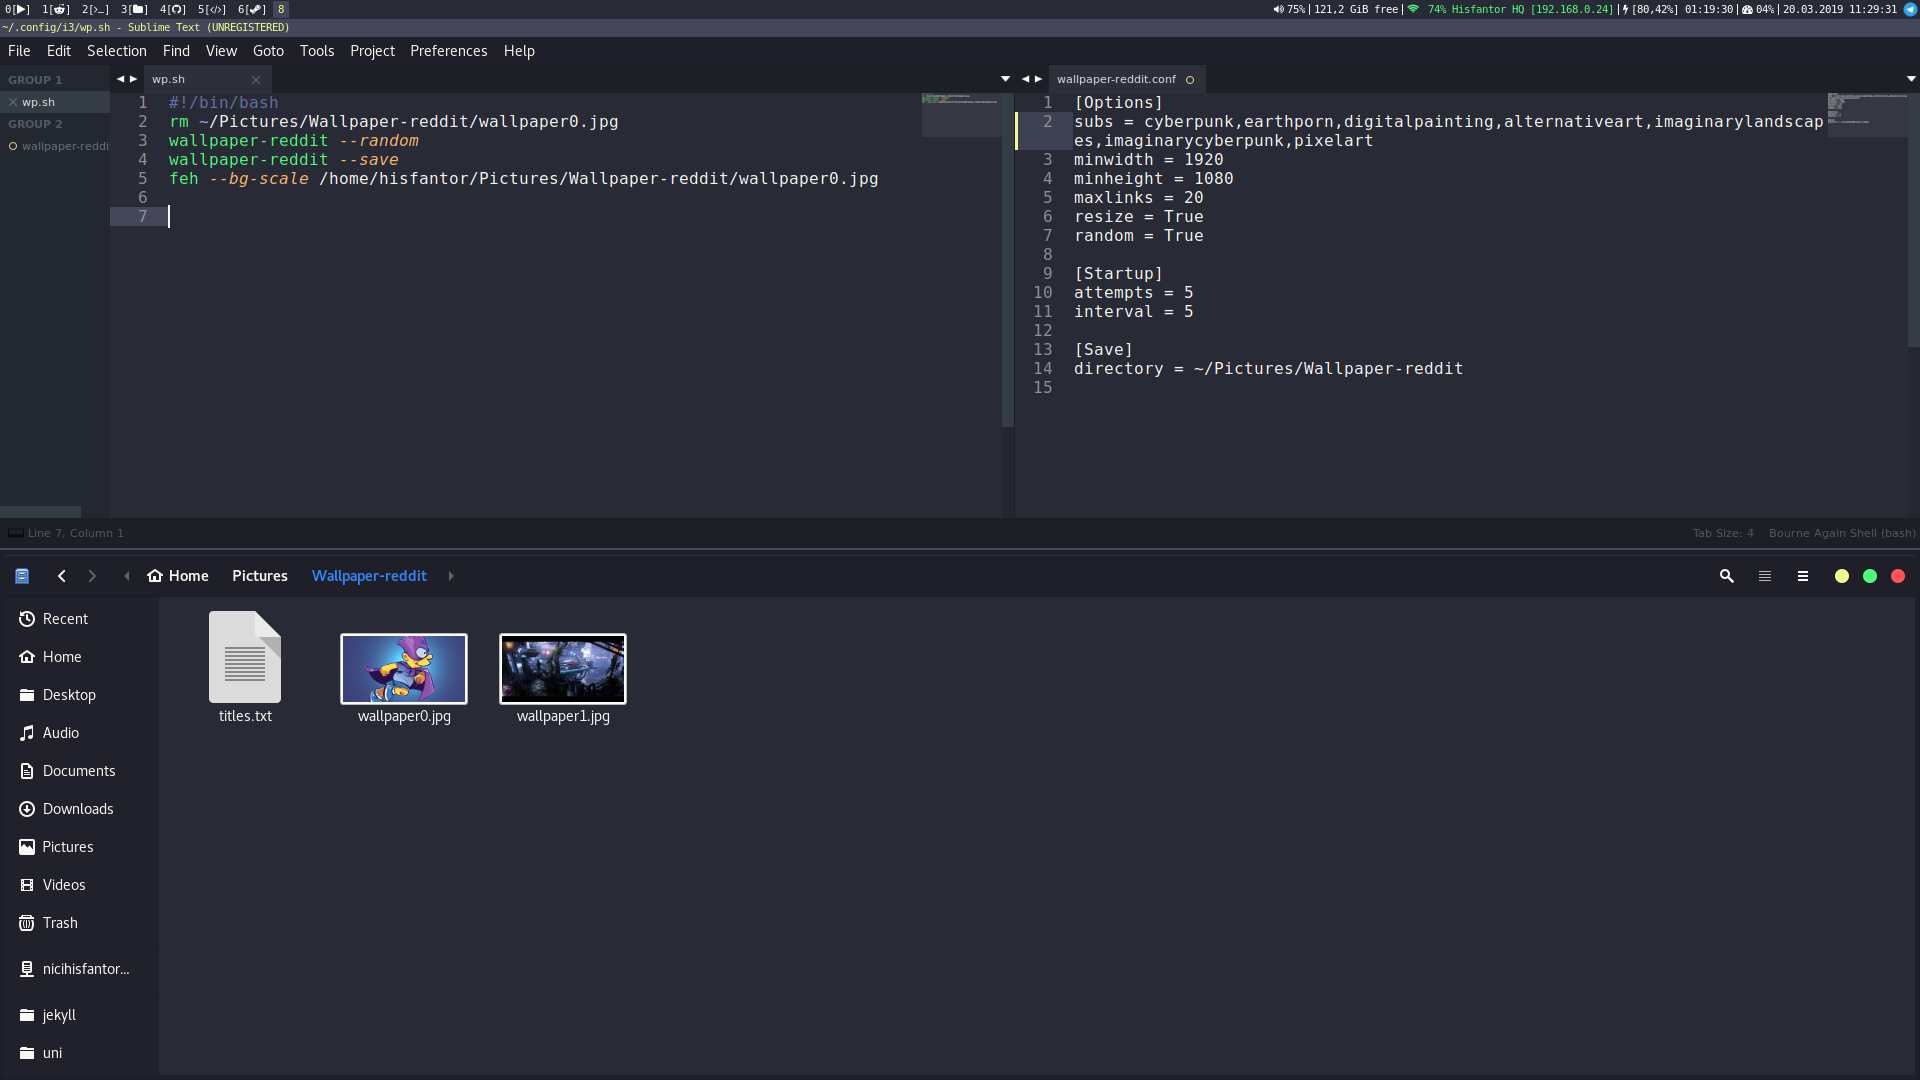 0[▶] 1[] 2[>_] 3[] 4[] 5[</>] 6[] 8
75%|121,2 GiB free| 74% Hisfantor HQ [192.168.0.24]|[80,42%] 01:19:30|04%|20.03.2019 11:29:31
~/.config/i3/wp.sh - Sublime Text (UNREGISTERED)
File Edit Selection Find View Goto Tools Project Preferences Help
GROUP 1
wp.sh
GROUP 2
wallpaper-reddi
wp.sh
1 #!/bin/bash
2 rm ~/Pictures/Wallpaper-reddit/wallpaper0.jpg
3 wallpaper-reddit --random
4 wallpaper-reddit --save
5 feh --bg-scale /home/hisfantor/Pictures/Wallpaper-reddit/wallpaper0.jpg
6
7
wallpaper-reddit.conf
1 [Options]
2 subs = cyberpunk,earthporn,digitalpainting,alternativeart,imaginarylandscap
es,imaginarycyberpunk,pixelart
3 minwidth = 1920
4 minheight = 1080
5 maxlinks = 20
6 resize = True
7 random = True
8
9 [Startup]
10 attempts = 5
11 interval = 5
12
13 [Save]
14 directory = ~/Pictures/Wallpaper-reddit
15
Line 7, Column 1
Tab Size: 4 Bourne Again Shell (bash)
Home Pictures Wallpaper-reddit
Recent
Home
Desktop
Audio
Documents
Downloads
Pictures
Videos
Trash
nicihisfantor...
jekyll
uni
titles.txt
wallpaper0.jpg
wallpaper1.jpg